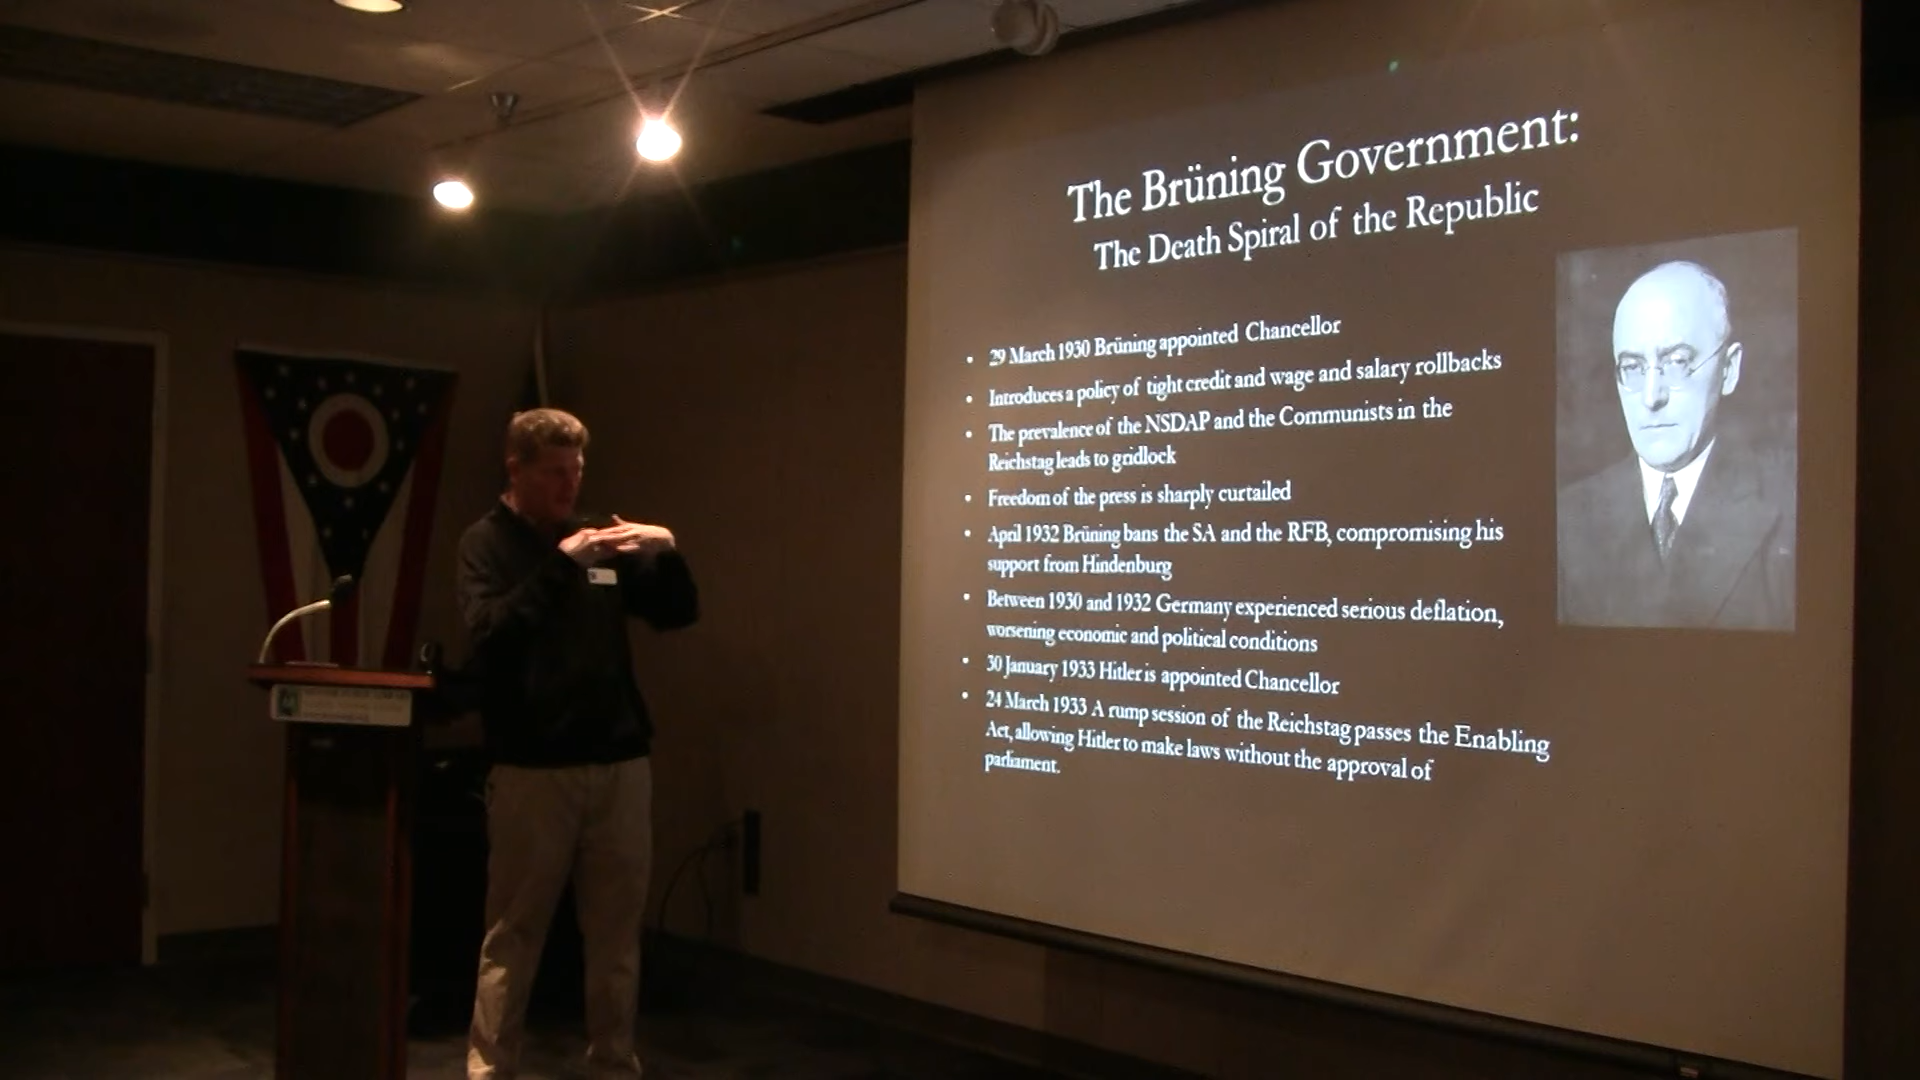 The Brüning Government:
The Death Spiral of the Republic
• 29 March 1930 Brüning appointed Chancellor
• Introduces a policy of tight credit and wage and salary rollbacks
• The prevalence of the NSDAP and the Communists in the
Reichstag leads to gridlock
• Freedom of the press is sharply curtailed
• April 1932 Brüning bans the SA and the RFB, compromising his
support from Hindenburg
• Between 1930 and 1932 Germany experienced serious deflation,
worsening economic and political conditions
• 30 January 1933 Hitler is appointed Chancellor
• 24 March 1933 A rump session of the Reichstag passes the Enabling
Act, allowing Hitler to make laws without the approval of
parliament.